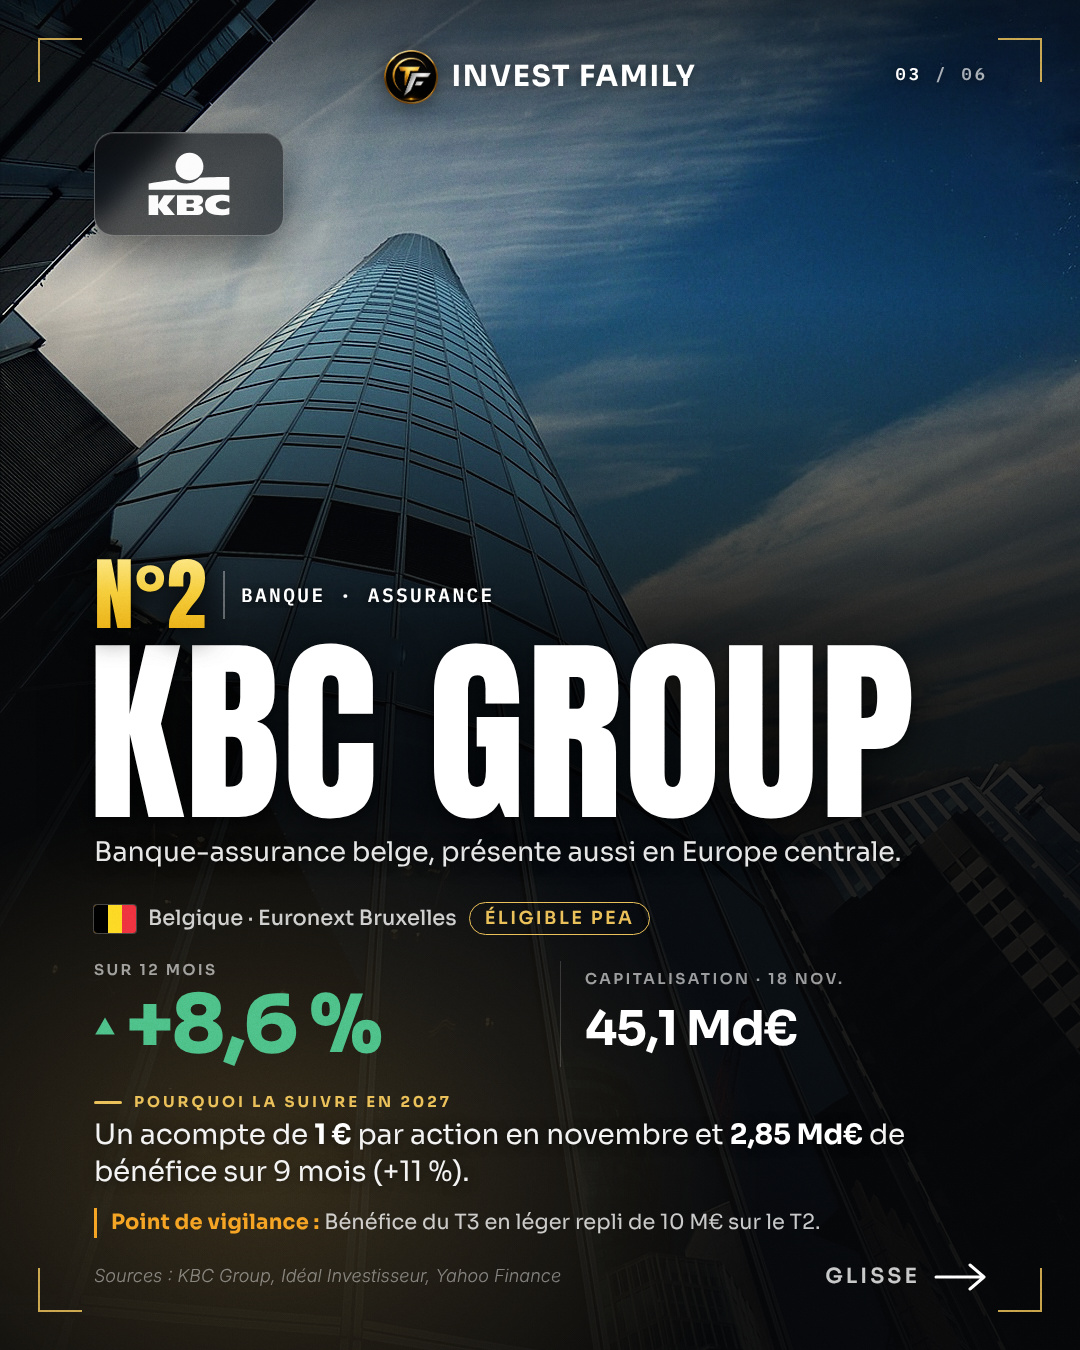 INVEST FAMILY
03 / 06
KBC
N°2
BANQUE · ASSURANCE
KBC GROUP
Banque-assurance belge, présente aussi en Europe centrale.
Belgique · Euronext Bruxelles ÉLIGIBLE PEA
SUR 12 MOIS
▲ +8,6 %
CAPITALISATION · 18 NOV.
45,1 Md€
POURQUOI LA SUIVRE EN 2027
Un acompte de 1 € par action en novembre et 2,85 Md€ de
bénéfice sur 9 mois (+11 %).
Point de vigilance : Bénéfice du T3 en léger repli de 10 M€ sur le T2.
Sources : KBC Group, Idéal Investisseur, Yahoo Finance
GLISSE →